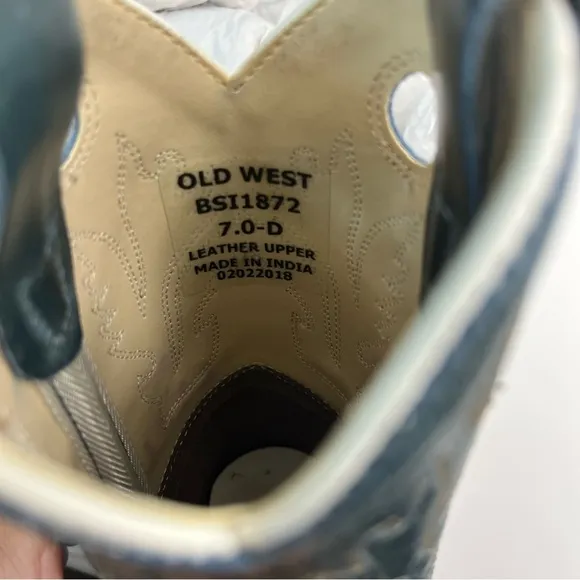 OLD WEST
BSI1872
7.0-D
LEATHER UPPER
MADE IN INDIA
02022018